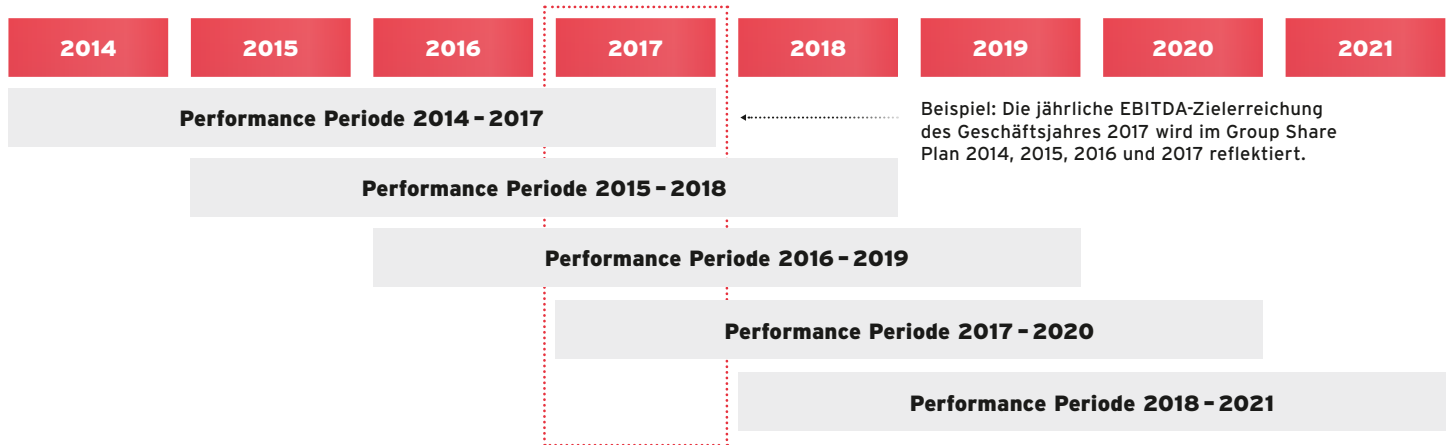 2014 2015 2016 2017 2018 2019 2020 2021
Performance Periode 2014 – 2017
Beispiel: Die jährliche EBITDA-Zielerreichung
des Geschäftsjahres 2017 wird im Group Share
Plan 2014, 2015, 2016 und 2017 reflektiert.
Performance Periode 2015 – 2018
Performance Periode 2016 – 2019
Performance Periode 2017 – 2020
Performance Periode 2018 – 2021